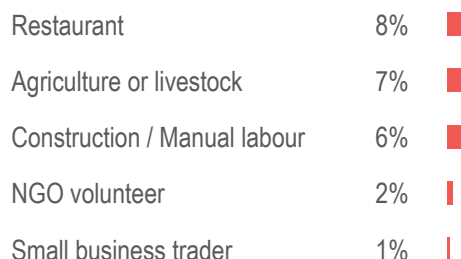 Restaurant 8%
Agriculture or livestock 7%
Construction / Manual labour 6%
NGO volunteer 2%
Small business trader 1%